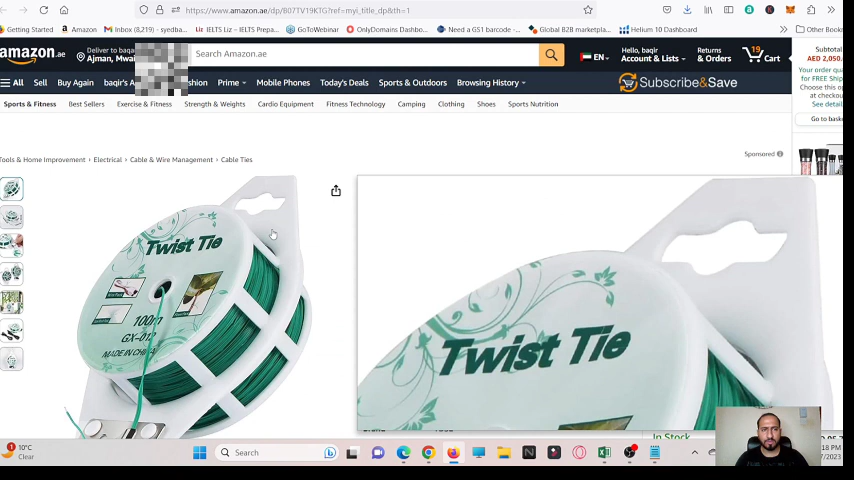 https://www.amazon.ae/dp/B07TV19KTG?ref=myi_title_dp&th=1
Getting Started
Amazon
Inbox (8,219) - syedba...
IELTS Liz – IELTS Prepa...
GoToWebinar
OnlyDomains Dashbo...
Need a GS1 barcode -...
Global B2B marketpla...
Helium 10 Dashboard
Other Book
amazon.ae
Deliver to baqir
Ajman, Mwai
Search Amazon.ae
EN
Hello, baqir
Account & Lists
Returns
& Orders
19
Cart
Subtota
AED 2,050.
Your order qu
for FREE Ship
Choose this op
at checkou
See detail
Go to bask
All
Sell
Buy Again
baqir's A
shion
Prime
Mobile Phones
Today's Deals
Sports & Outdoors
Browsing History
Subscribe&Save
Sports & Fitness
Best Sellers
Exercise & Fitness
Strength & Weights
Cardio Equipment
Fitness Technology
Camping
Clothing
Shoes
Sports Nutrition
Sponsored
Tools & Home Improvement › Electrical › Cable & Wire Management › Cable Ties
Twist Tie
100m
GX-012
MADE IN CHINA
Twist Tie
In Stock
10°C
Clear
Search